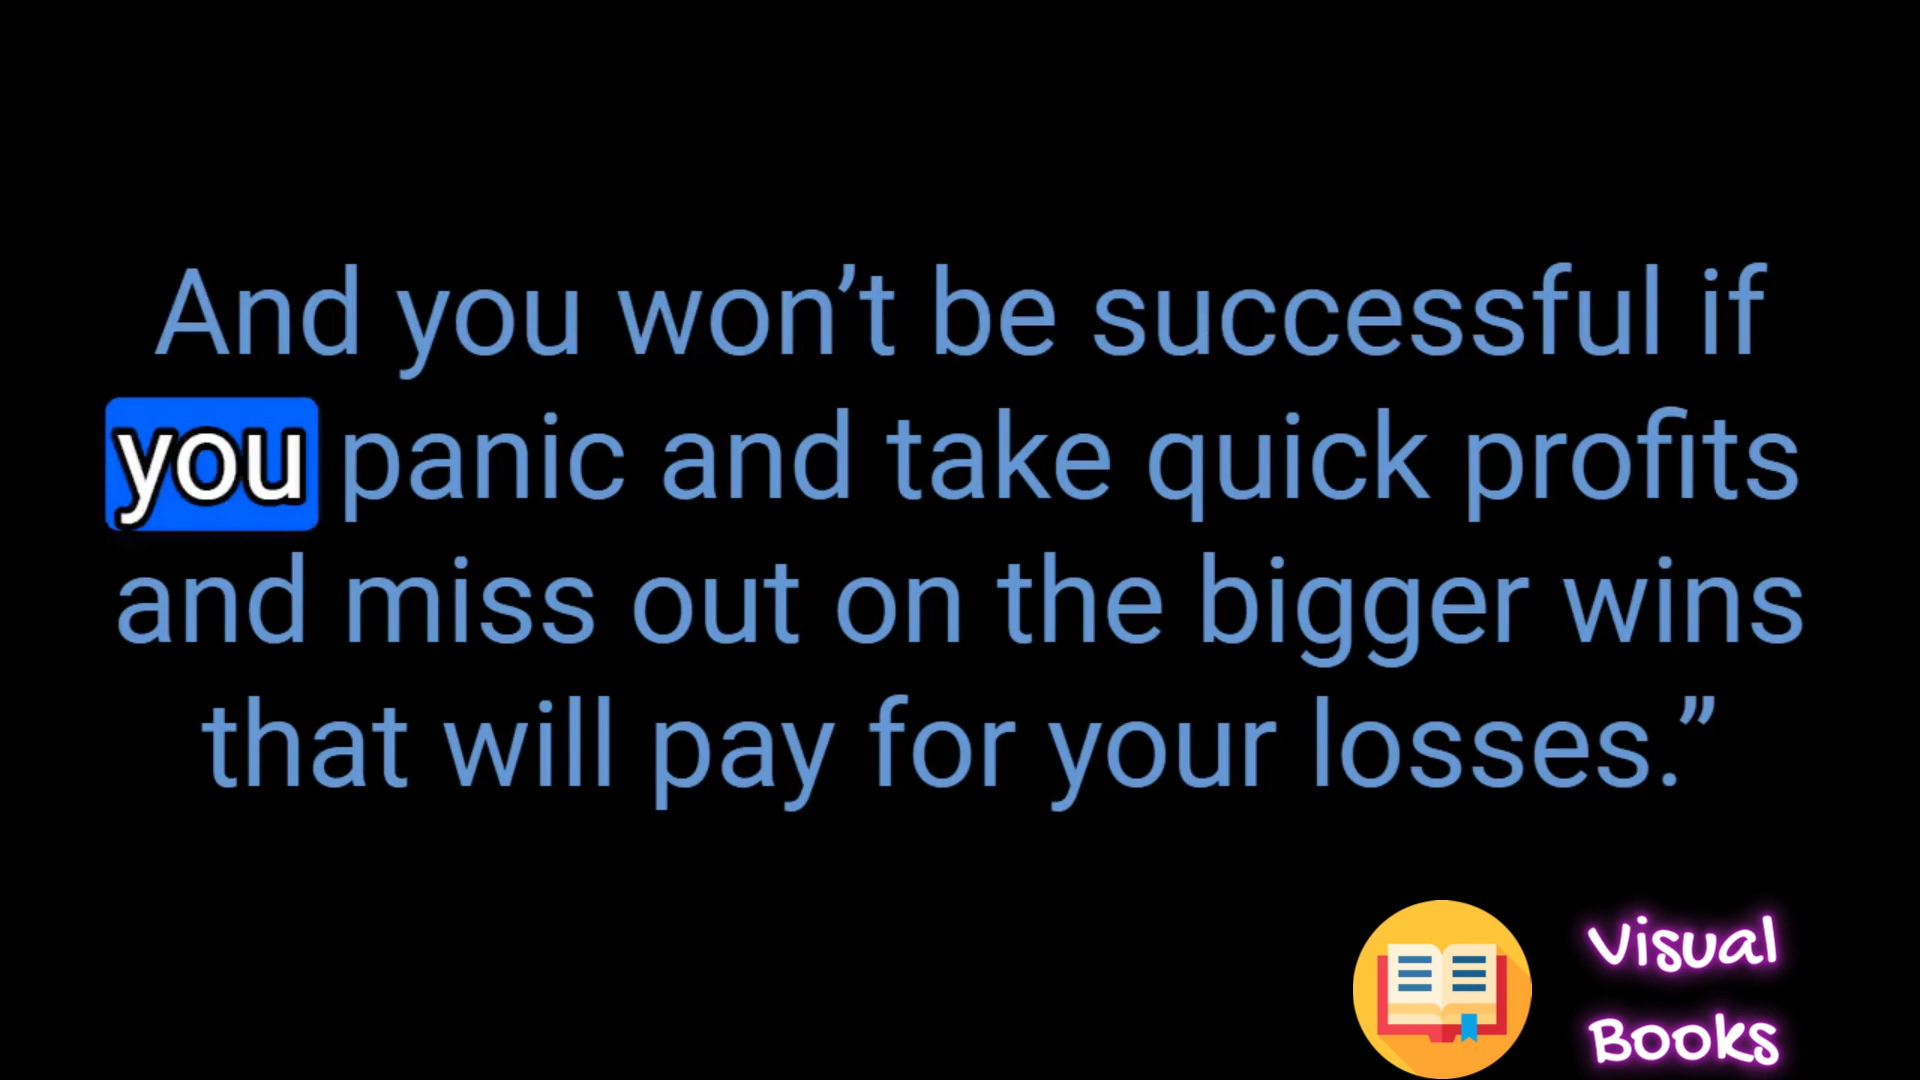 And you won’t be successful if
you panic and take quick profits
and miss out on the bigger wins
that will pay for your losses.”
Visual
Books